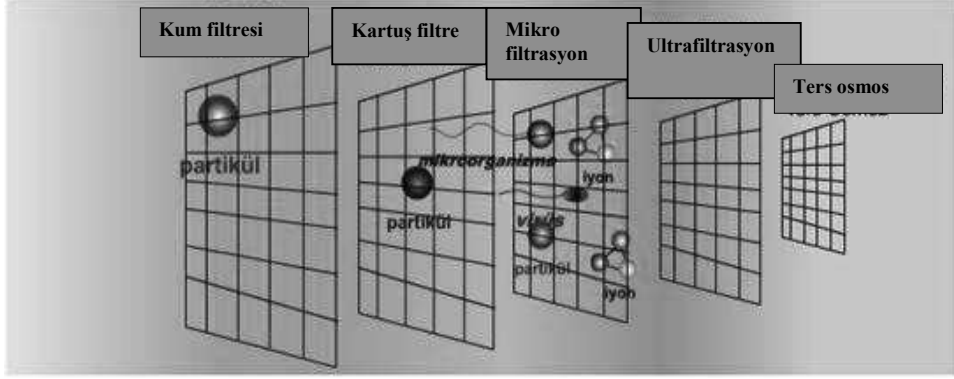 Kum filtresi
Kartuş filtre
Mikro
filtrasyon
Ultrafiltrasyon
Ters osmos
partikül
mikroorganizma
iyon
partikül
virüs
partikül
iyon